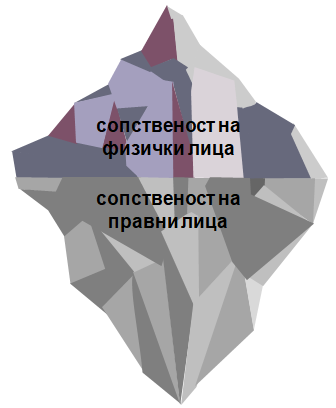 сопственост на
физички лица
сопственост на
правни лица